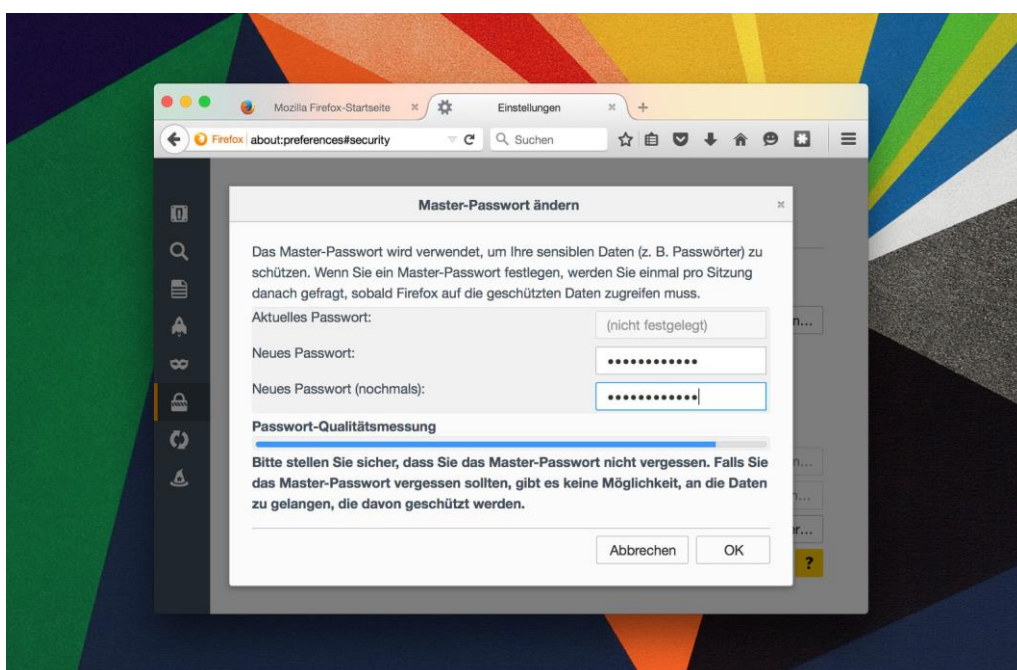 Mozilla Firefox-Startseite
Einstellungen
Firefox about:preferences#security
Suchen
Master-Passwort ändern
Das Master-Passwort wird verwendet, um Ihre sensiblen Daten (z. B. Passwörter) zu
schützen. Wenn Sie ein Master-Passwort festlegen, werden Sie einmal pro Sitzung
danach gefragt, sobald Firefox auf die geschützten Daten zugreifen muss.
Aktuelles Passwort: (nicht festgelegt)
Neues Passwort: ●●●●●●●●●●●●
Neues Passwort (nochmals): ●●●●●●●●●●●●
Passwort-Qualitätsmessung
Bitte stellen Sie sicher, dass Sie das Master-Passwort nicht vergessen. Falls Sie
das Master-Passwort vergessen sollten, gibt es keine Möglichkeit, an die Daten
zu gelangen, die davon geschützt werden.
Abbrechen OK
?